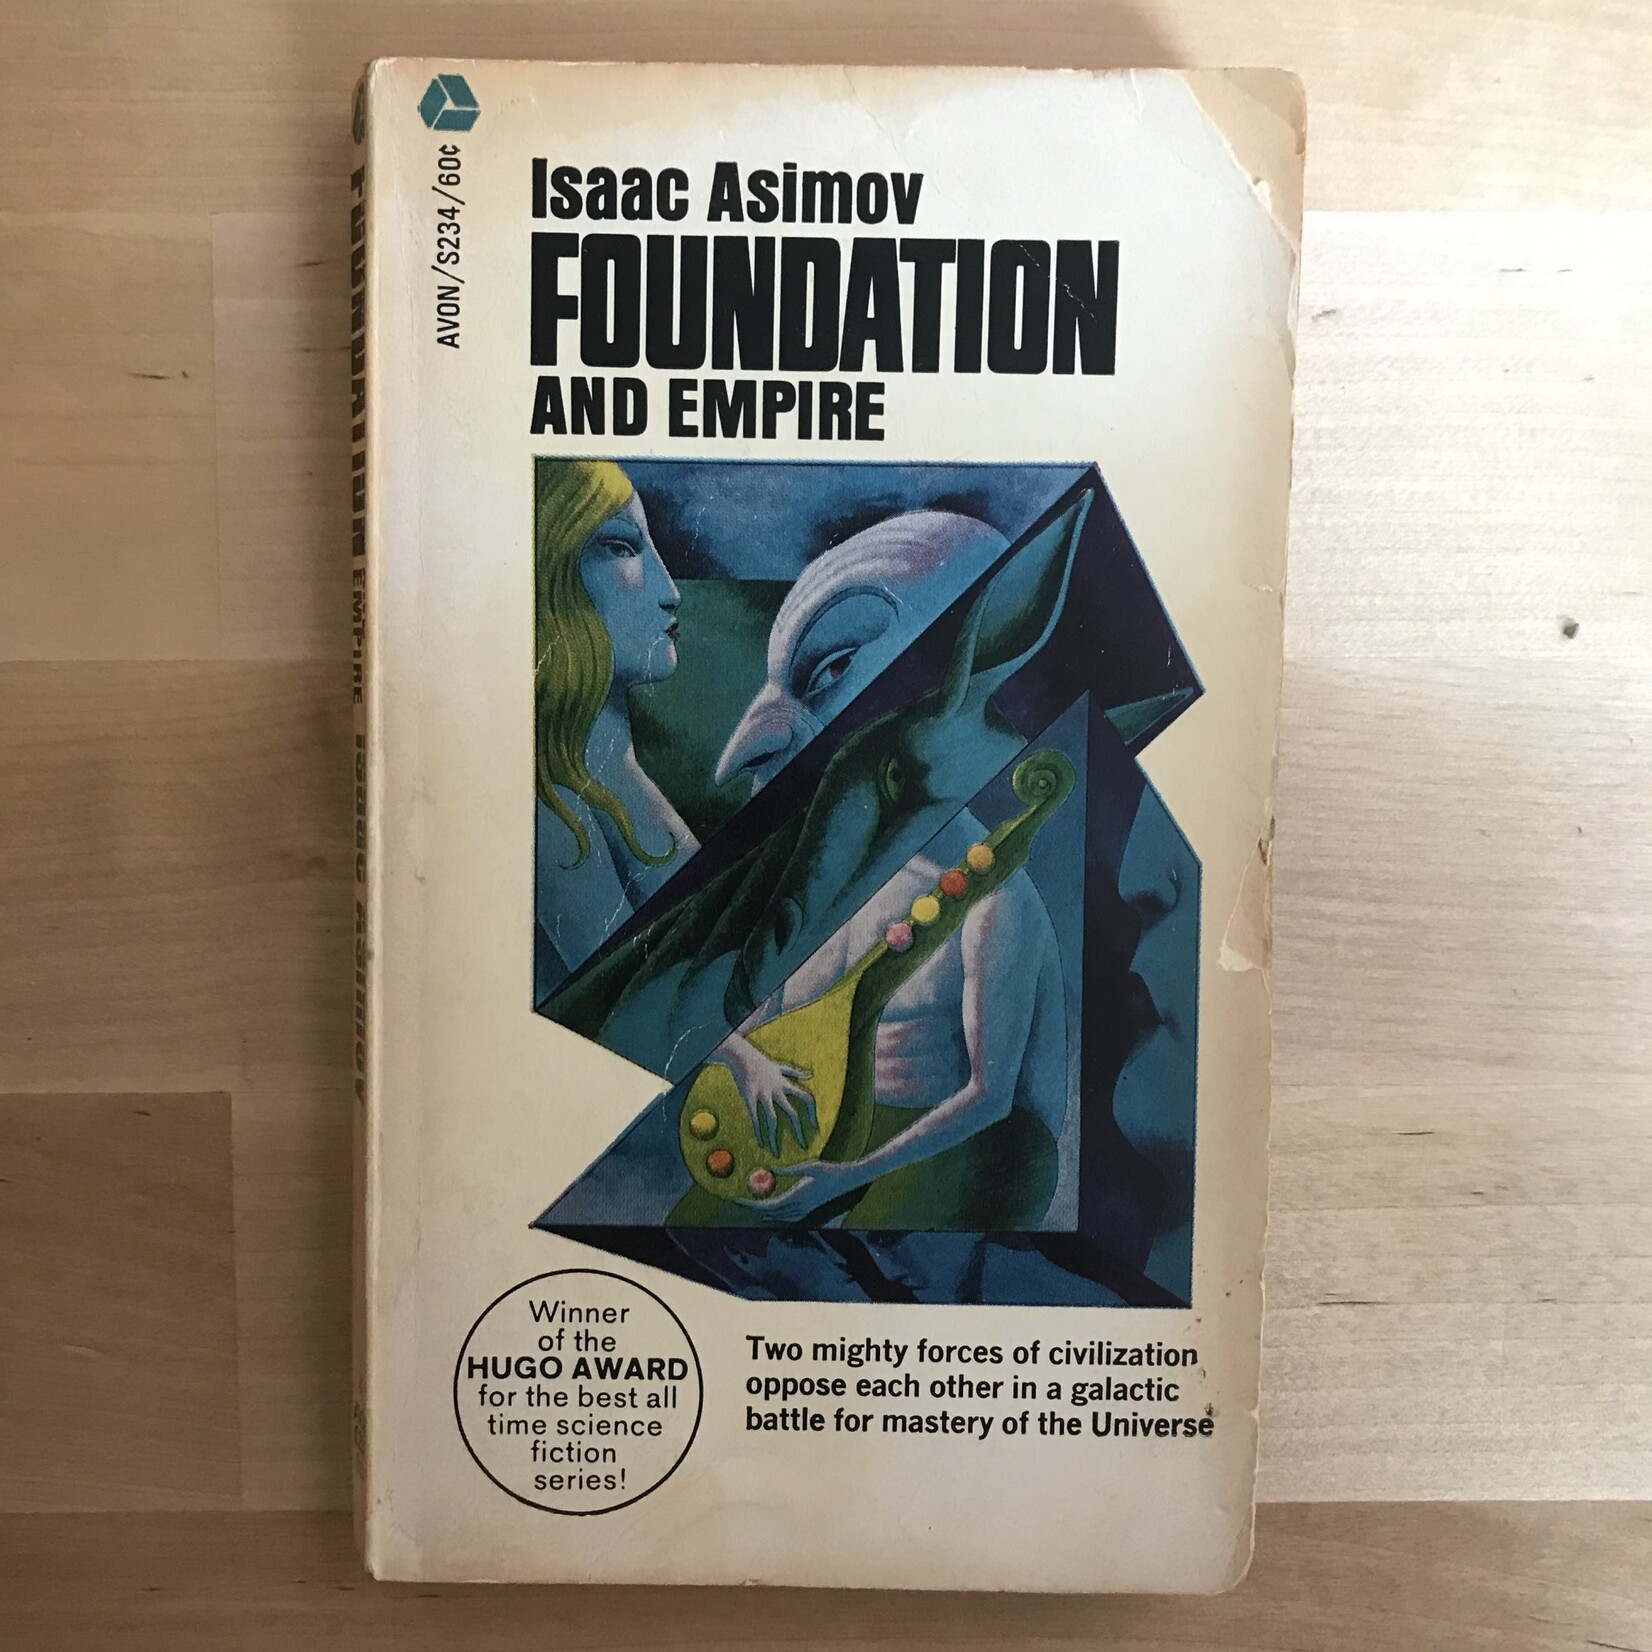 AVON/S234/60¢
Isaac Asimov
FOUNDATION
AND EMPIRE
Winner
of the
HUGO AWARD
for the best all
time science
fiction
series!
Two mighty forces of civilization
oppose each other in a galactic
battle for mastery of the Universe
FOUNDATION AND EMPIRE ISAAC ASIMOV